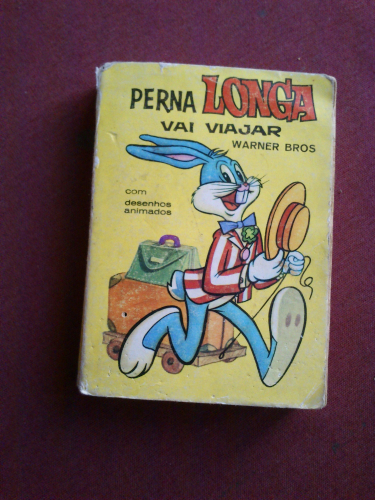 PERNA LONGA
VAI VIAJAR
WARNER BROS
com
desenhos
animados